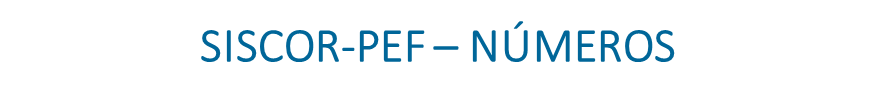 SISCOR-PEF – NÚMEROS